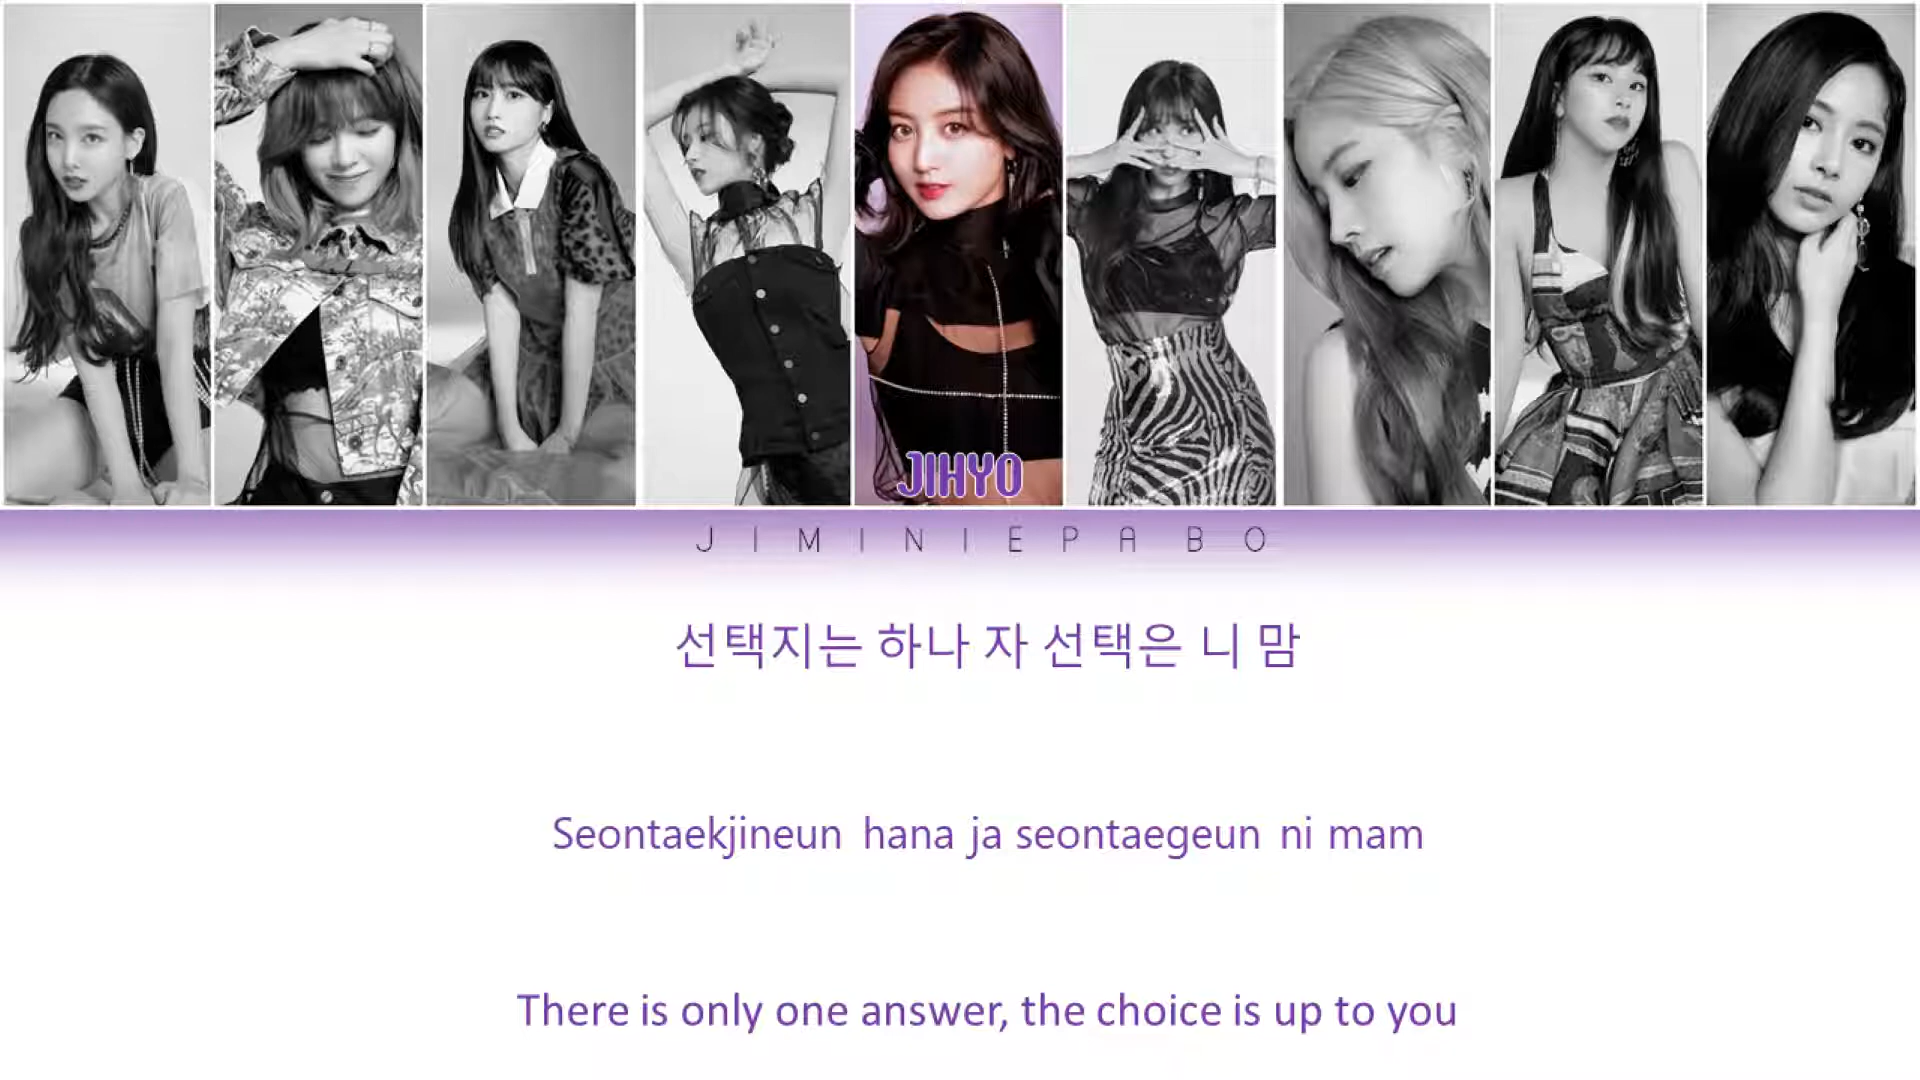 JIHYO
JIMINIEPABO
선택지는 하나 자 선택은 니 맘
Seontaekjineun hana ja seontaegeun ni mam
There is only one answer, the choice is up to you